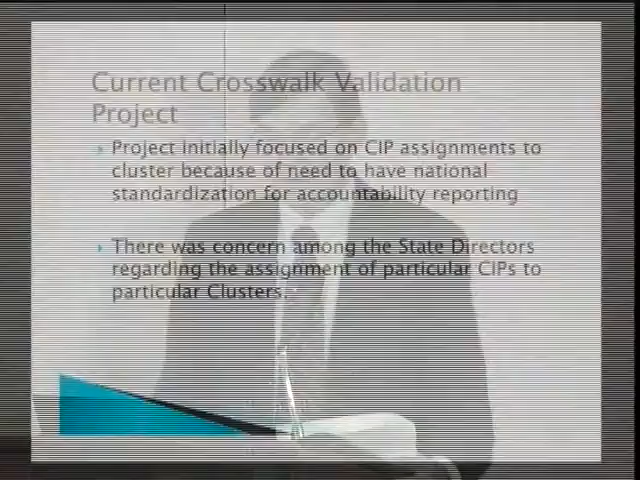 Current Crosswalk Validation
Project
Project initially focused on CIP assignments to
cluster because of need to have national
standardization for accountability reporting
There was concern among the State Directors
regarding the assignment of particular CIPs to
particular Clusters.